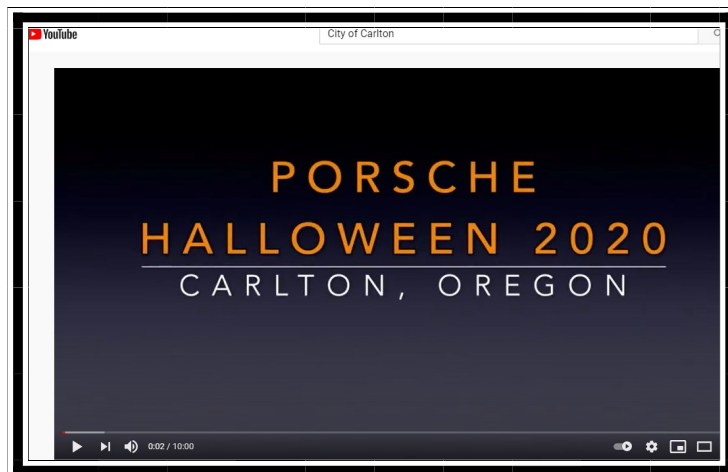 YouTube
City of Carlton
PORSCHE
HALLOWEEN 2020
CARLTON, OREGON
0:02 / 10:00